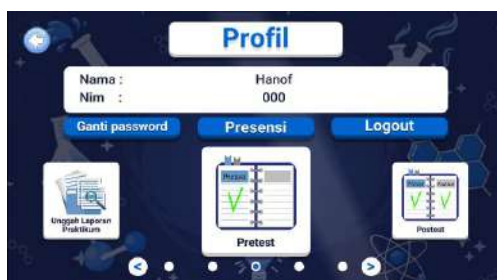 Profil
Nama : Hanof
Nim : 000
Ganti password Presensi Logout
Unggah Laporan
Praktikum
Pretest
Postest